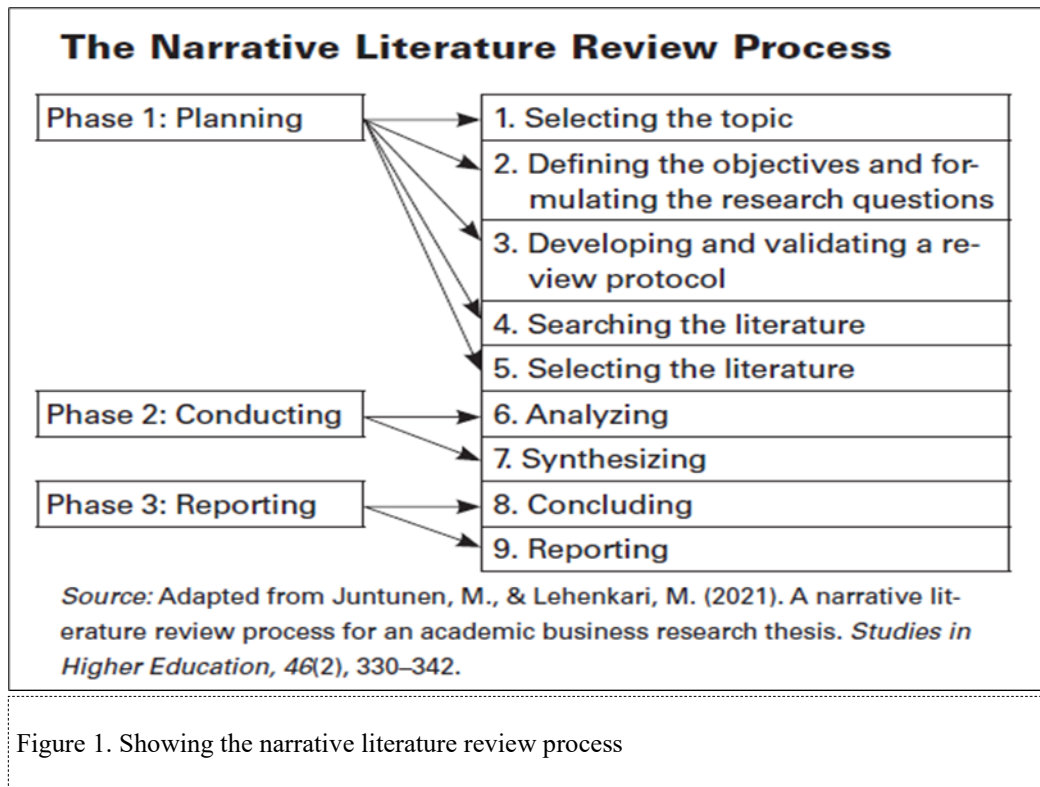 The Narrative Literature Review Process
Phase 1: Planning
1. Selecting the topic
2. Defining the objectives and for-
mulating the research questions
3. Developing and validating a re-
view protocol
4. Searching the literature
5. Selecting the literature
Phase 2: Conducting
6. Analyzing
7. Synthesizing
Phase 3: Reporting
8. Concluding
9. Reporting
Source: Adapted from Juntunen, M., & Lehenkari, M. (2021). A narrative lit-
erature review process for an academic business research thesis. Studies in
Higher Education, 46(2), 330–342.
Figure 1. Showing the narrative literature review process